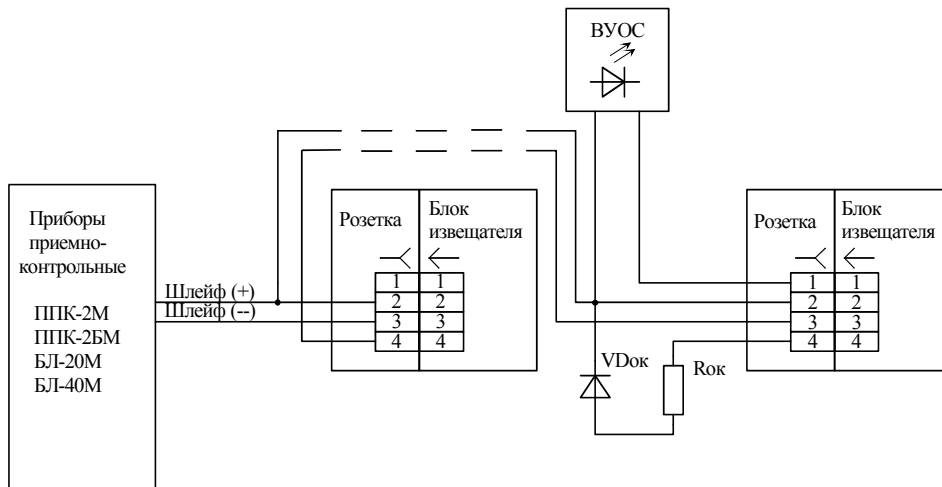 ВУОС
Приборы
приемно-
контрольные
ППК-2М
ППК-2БМ
БЛ-20М
БЛ-40М
Шлейф (+)
Шлейф (--)
Розетка
Блок
извещателя
1 1
2 2
3 3
4 4
VDок
Rок
Розетка
Блок
извещателя
1 1
2 2
3 3
4 4